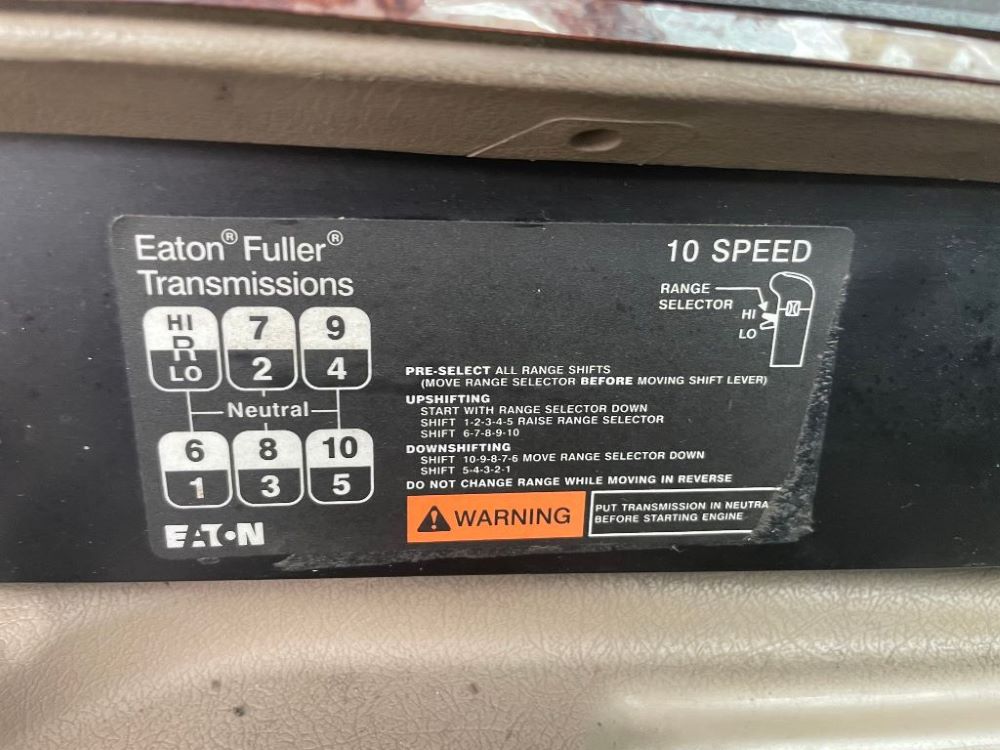 Eaton® Fuller®
Transmissions
10 SPEED
RANGE
SELECTOR
HI
LO
HI
R
LO
7
2
9
4
Neutral
6
1
8
3
10
5
PRE-SELECT ALL RANGE SHIFTS
(MOVE RANGE SELECTOR BEFORE MOVING SHIFT LEVER)
UPSHIFTING
START WITH RANGE SELECTOR DOWN
SHIFT 1-2-3-4-5 RAISE RANGE SELECTOR
SHIFT 6-7-8-9-10
DOWNSHIFTING
SHIFT 10-9-8-7-6 MOVE RANGE SELECTOR DOWN
SHIFT 5-4-3-2-1
DO NOT CHANGE RANGE WHILE MOVING IN REVERSE
WARNING
PUT TRANSMISSION IN NEUTRA
BEFORE STARTING ENGINE
EATON